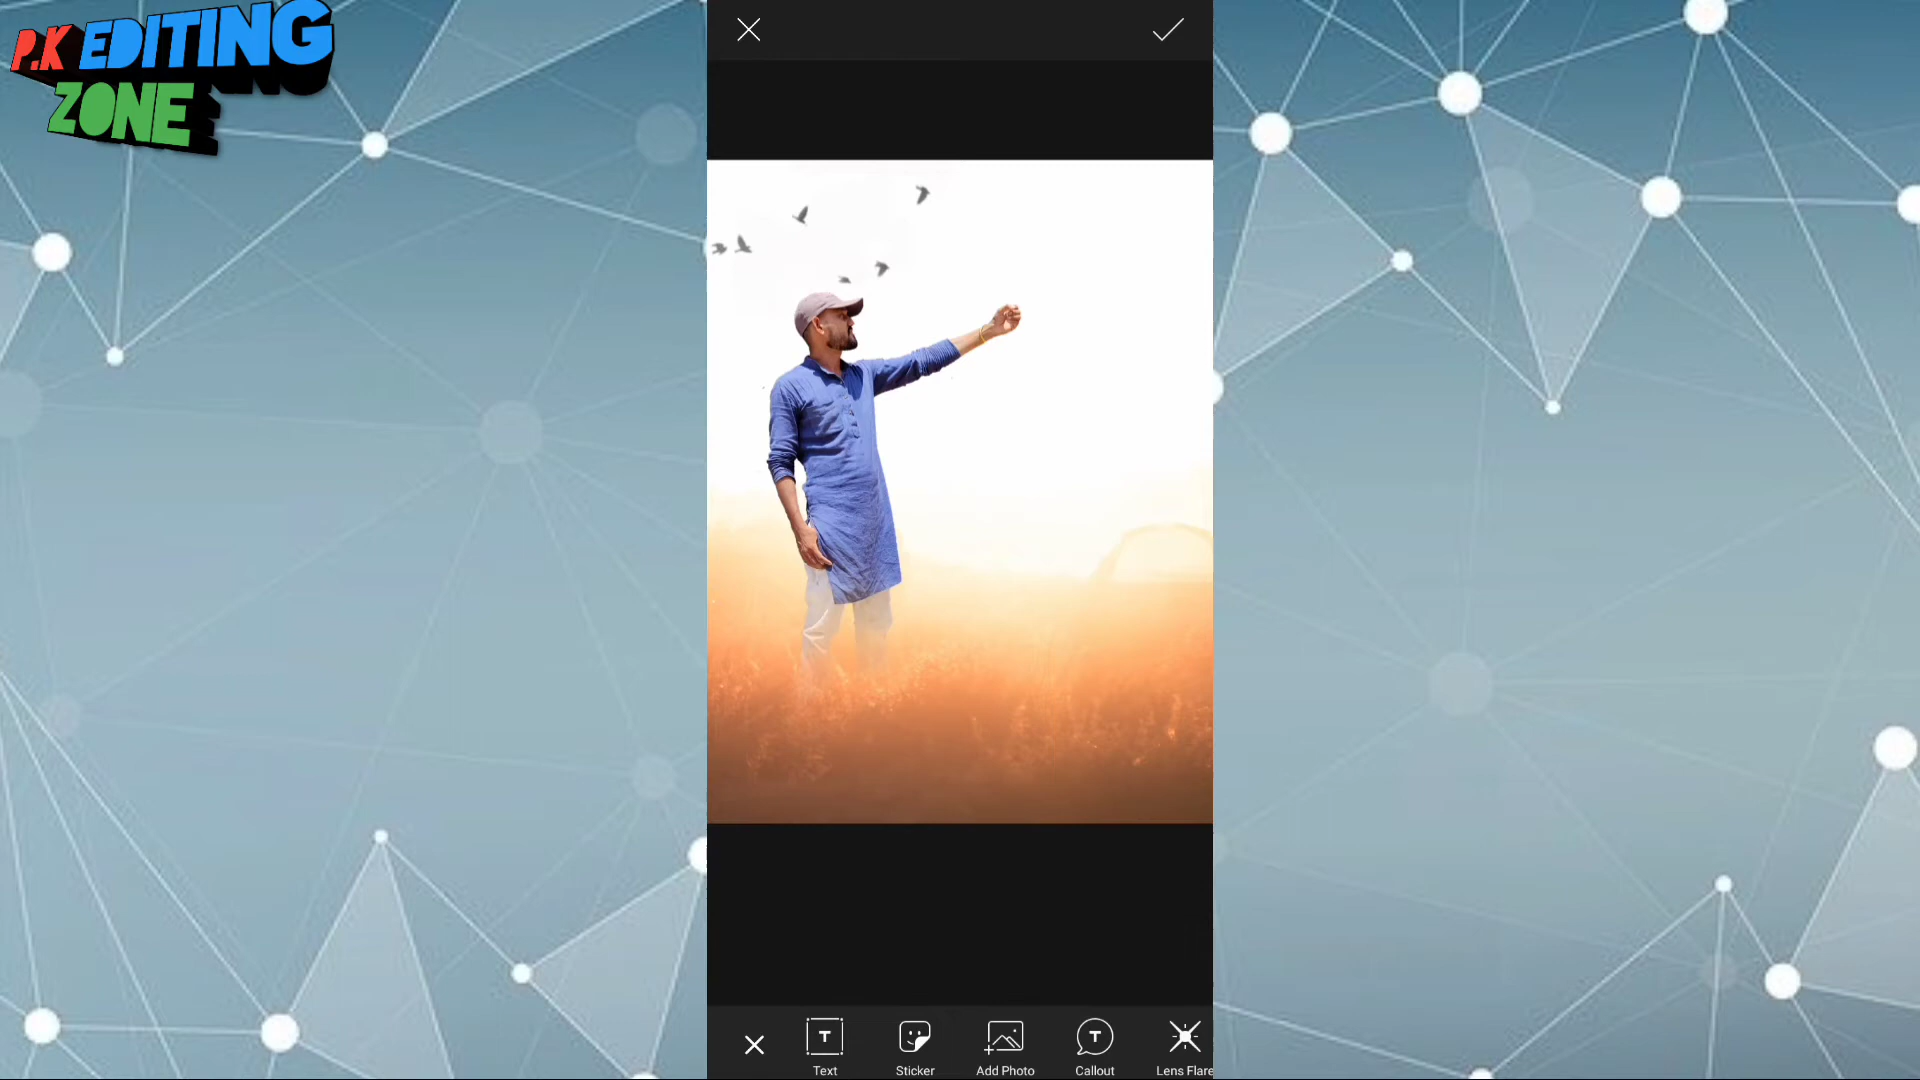 P.K EDITING
ZONE
T
T
Text
Sticker
Add Photo
Callout
Lens Flare